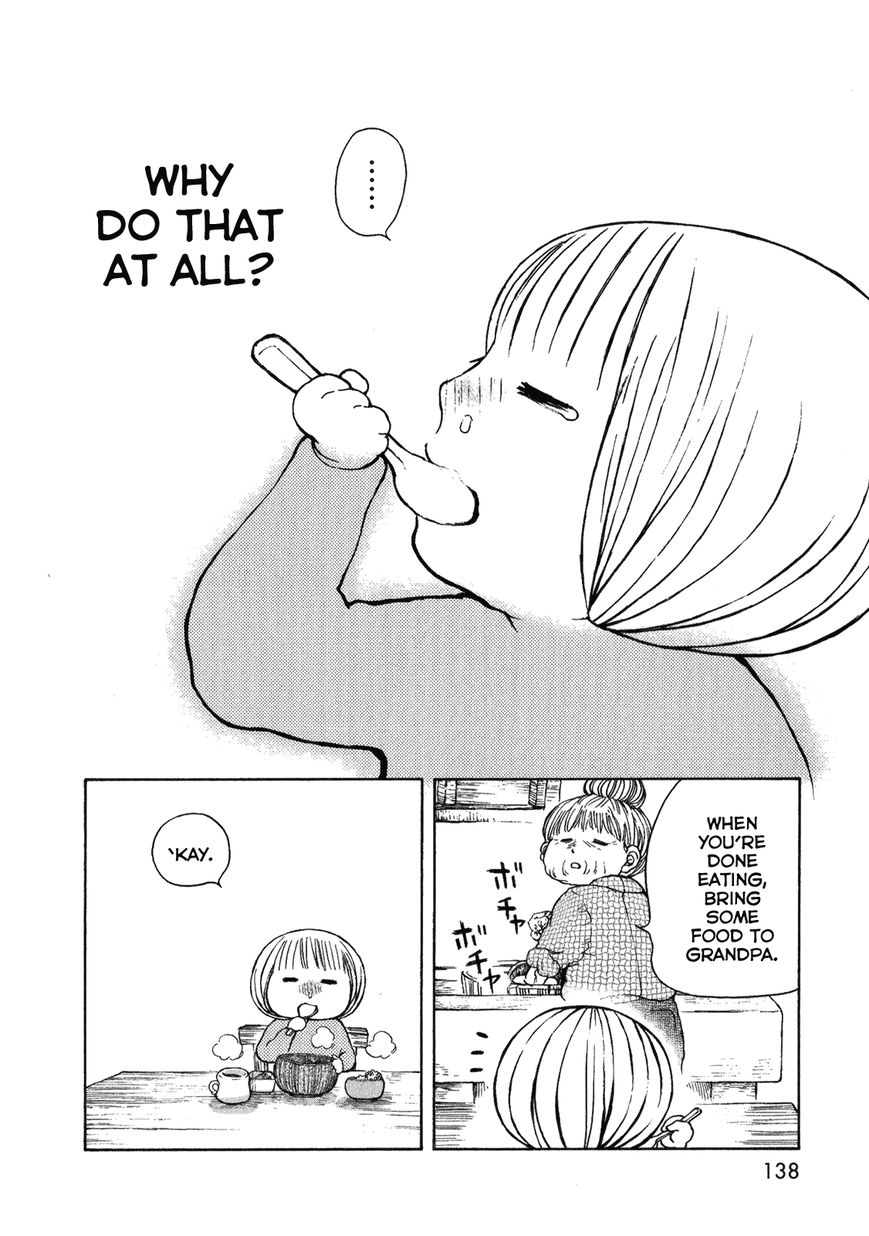 ……
WHY
DO THAT
AT ALL?
WHEN
YOU'RE
DONE
EATING,
BRING
SOME
FOOD TO
GRANDPA.
ボチャ
ボチャ
'KAY.
138